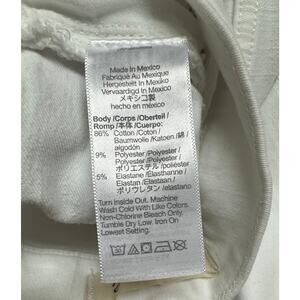 Made In Mexico
Fabriqué Au Mexique
Hergestellt In Mexiko
Vervaardigd In Mexico
メキシコ製
hecho en méxico
Body /Corps /Oberteil /
Romp /本体 /Cuerpo:
86% Cotton /Coton /
Baumwolle /Katoen /綿 /
algodón
9% Polyester /Polyester /
Polyester /Polyester /
ポリエステル /poliéster
5% Elastane /Elasthanne /
Elastan /Elastaan /
ポリウレタン /elastano
Turn Inside Out. Machine
Wash Cold With Like Colors.
Non-Chlorine Bleach Only.
Tumble Dry Low. Iron On
Lowest Setting.